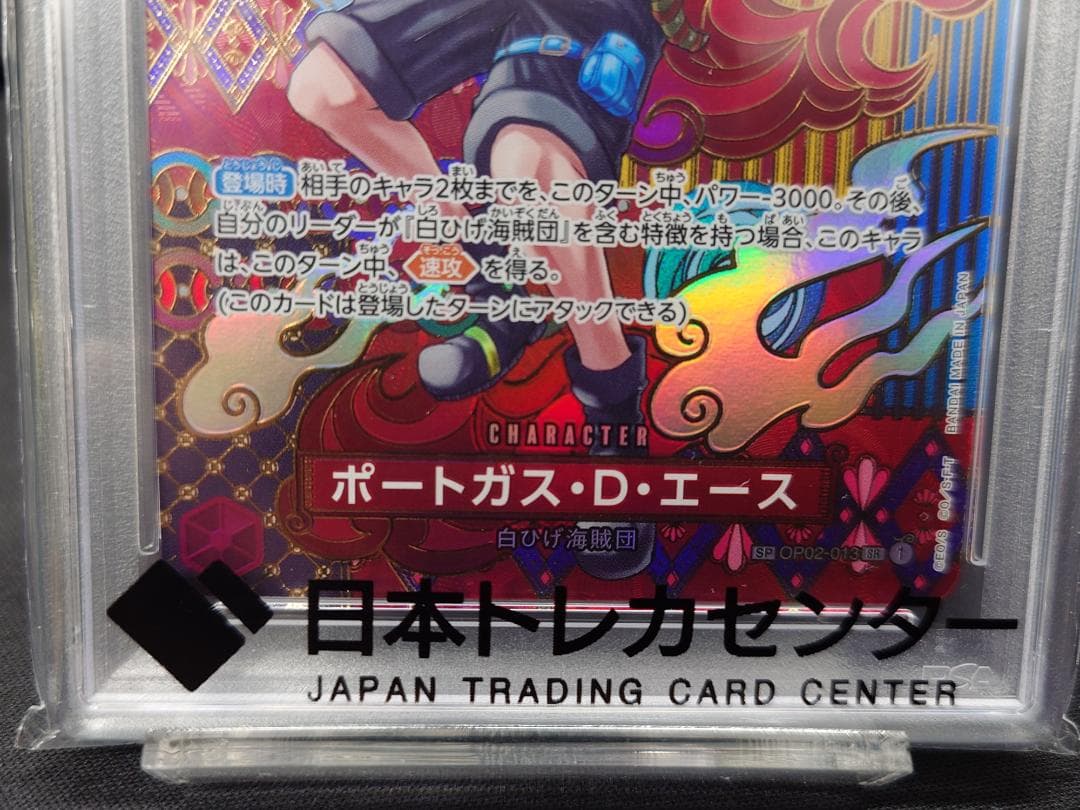 登場時 相手のキャラ2枚までを、このターン中、パワー-3000。その後、
自分のリーダーが『白ひげ海賊団』を含む特徴を持つ場合、このキャラ
は、このターン中、速攻 を得る。
(このカードは登場したターンにアタックできる)
CHARACTER
ポートガス・D・エース
白ひげ海賊団
SP OP02-013 SR 1
©EO/S ©O/S·F·T BANDAI MADE IN JAPAN
日本トレカセンター
PSA
JAPAN TRADING CARD CENTER